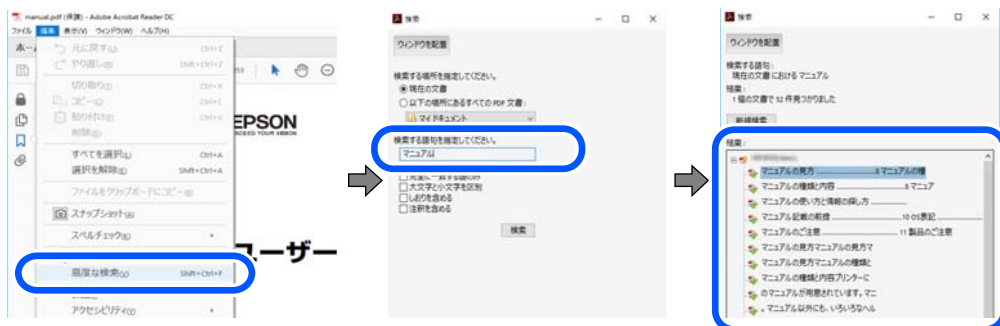 manual.pdf (保護) - Adobe Acrobat Reader DC
ファイル 編集 表示(V) ウィンドウ(W) ヘルプ(H)
元に戻す(U) Ctrl+Z
やり直し(R) Shift+Ctrl+Z
切り取り(T) Ctrl+X
コピー(C) Ctrl+C
貼り付け(P) Ctrl+V
削除(D)
すべてを選択(L) Ctrl+A
選択を解除(E) Shift+Ctrl+A
ファイルをクリップボードにコピー(B)
スナップショット(A)
スペルチェック(K)
高度な検索(V) Shift+Ctrl+F
アクセシビリティ(O)
EPSON
EXCEED YOUR VISION
ユーザー
検索
ウィンドウを配置
検索する場所を指定してください。
現在の文書
以下の場所にあるすべての PDF 文書:
マイ ドキュメント
検索する語句を指定してください。
マニュアル
完全に一致する語のみ
大文字と小文字を区別
しおりを含める
注釈を含める
検索
検索
ウィンドウを配置
検索する語句:
現在の文書 における マニュアル
結果:
1 個の文書で 52 件見つかりました
新規検索
結果:
マニュアルの見方 8 マニュアルの種
マニュアルの種類と内容 8 マニュア
マニュアルの使い方と情報の探し方
マニュアル記載の前提 10 OS表記
マニュアルのご注意 11 製品のご注意
マニュアルの見方マニュアルの見方マ
マニュアルの見方マニュアルの種類と
マニュアルの種類と内容プリンターに
のマニュアルが用意されています。マニ
。マニュアル以外にも、いろいろなヘル